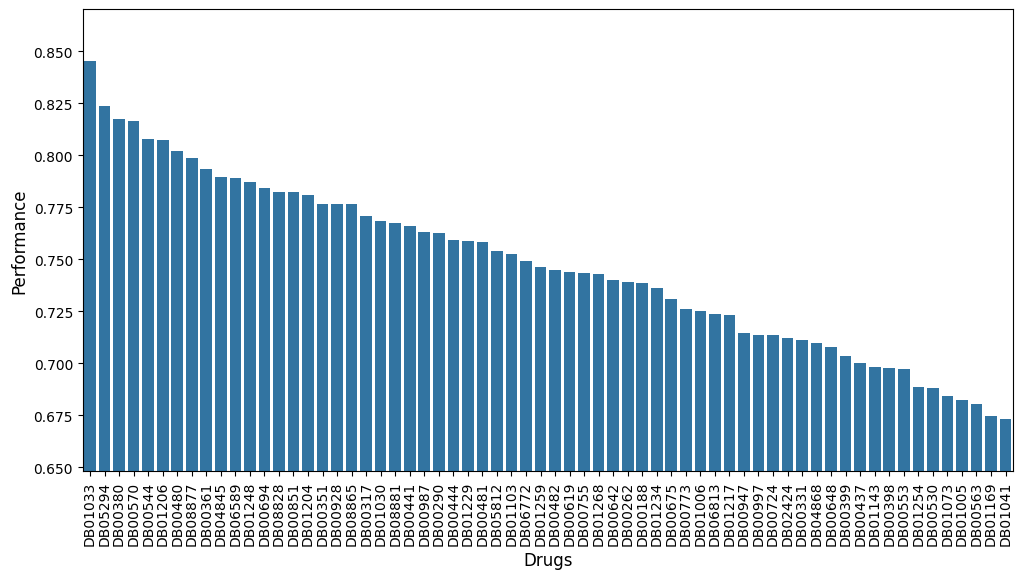 0.850
0.825
0.800
0.775
0.750
0.725
0.700
0.675
0.650
Performance
DB01033
DB05294
DB00380
DB00570
DB00544
DB01206
DB00480
DB08877
DB00361
DB04845
DB06589
DB01248
DB00694
DB08828
DB00851
DB01204
DB00351
DB00928
DB08865
DB00317
DB01030
DB08881
DB00441
DB00987
DB00290
DB00444
DB01229
DB00481
DB05812
DB01103
DB06772
DB01259
DB00482
DB00619
DB00755
DB01268
DB00642
DB00262
DB00188
DB01234
DB00675
DB00773
DB01006
DB06813
DB01217
DB00947
DB00997
DB00724
DB02424
DB00331
DB04868
DB00648
DB00399
DB00437
DB01143
DB00398
DB00553
DB01254
DB00530
DB01073
DB01005
DB00563
DB01169
DB01041
Drugs